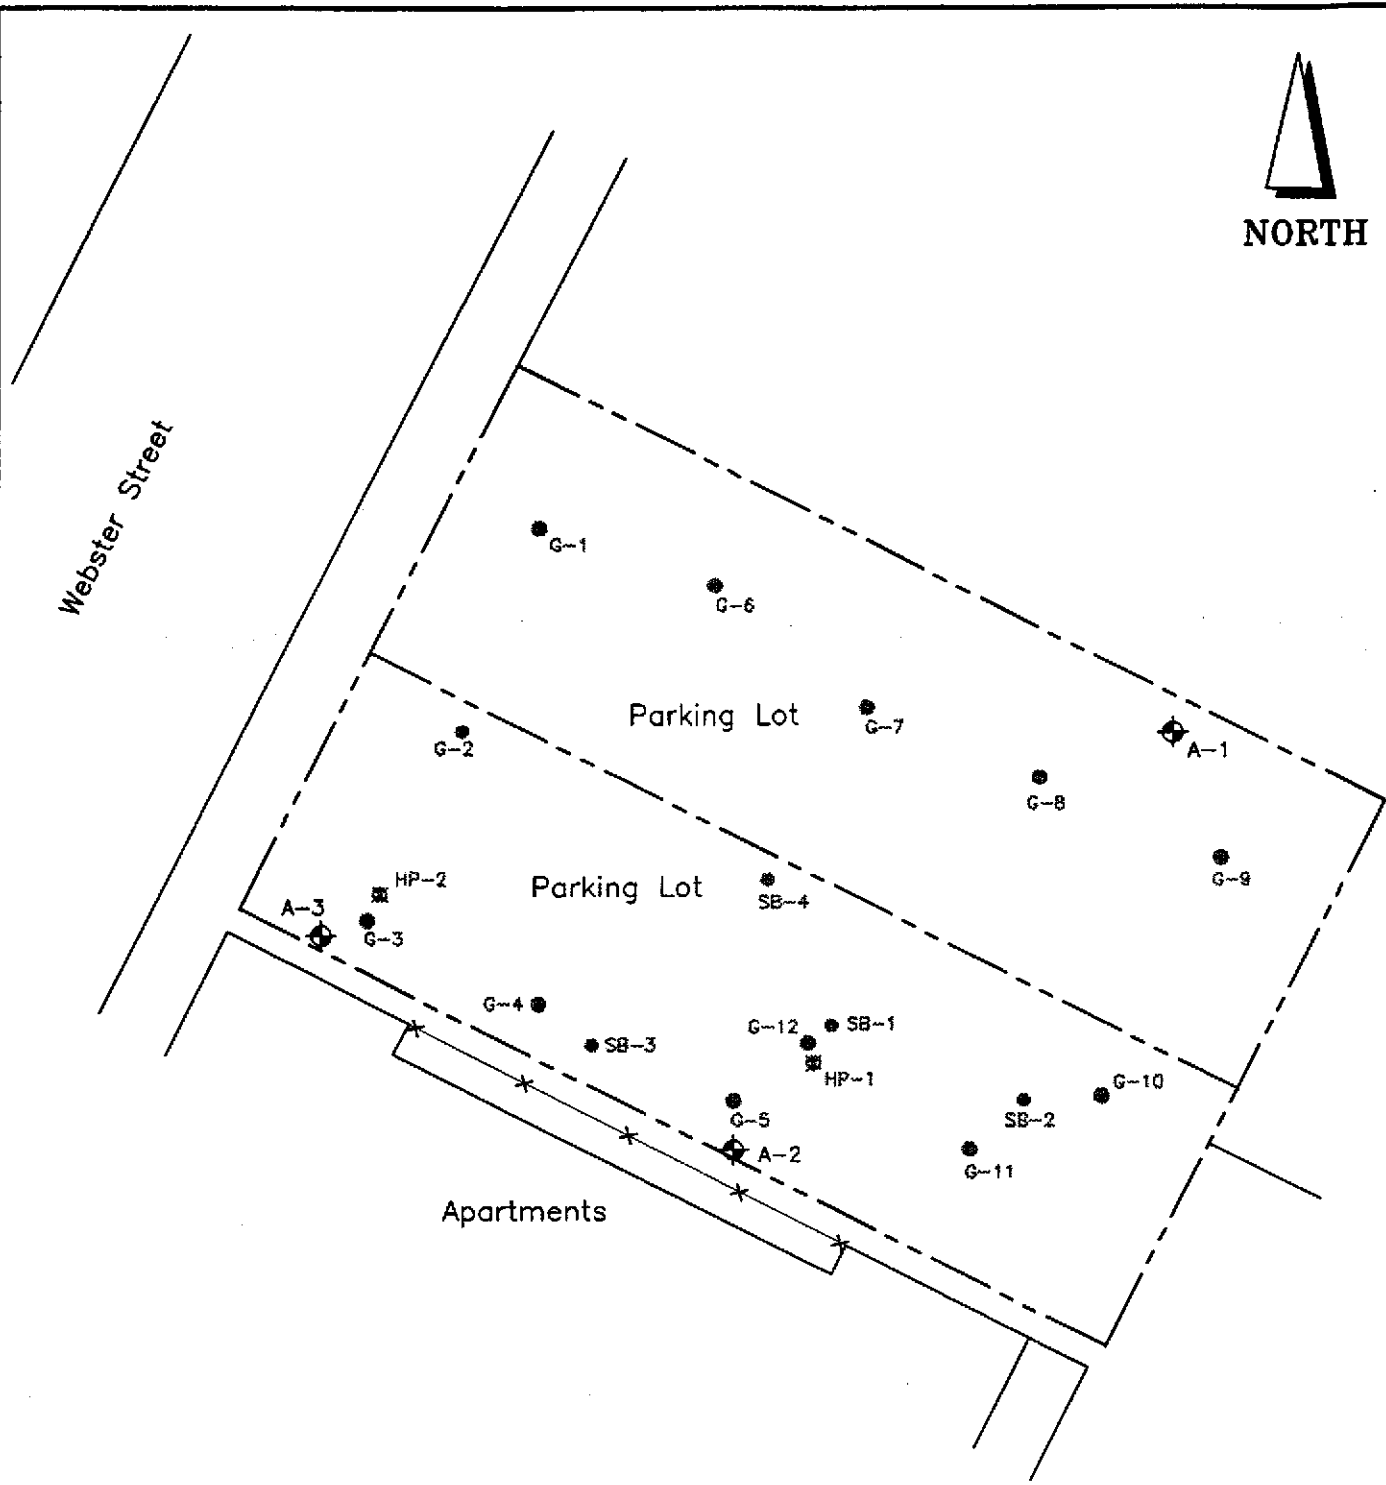 NORTH
Webster Street
G-1
G-6
Parking Lot
G-7
G-2
A-1
G-8
G-9
HP-2
Parking Lot
SB-4
A-3
G-3
G-4
G-12
SB-1
SB-3
HP-1
G-10
G-5
SB-2
A-2
G-11
Apartments